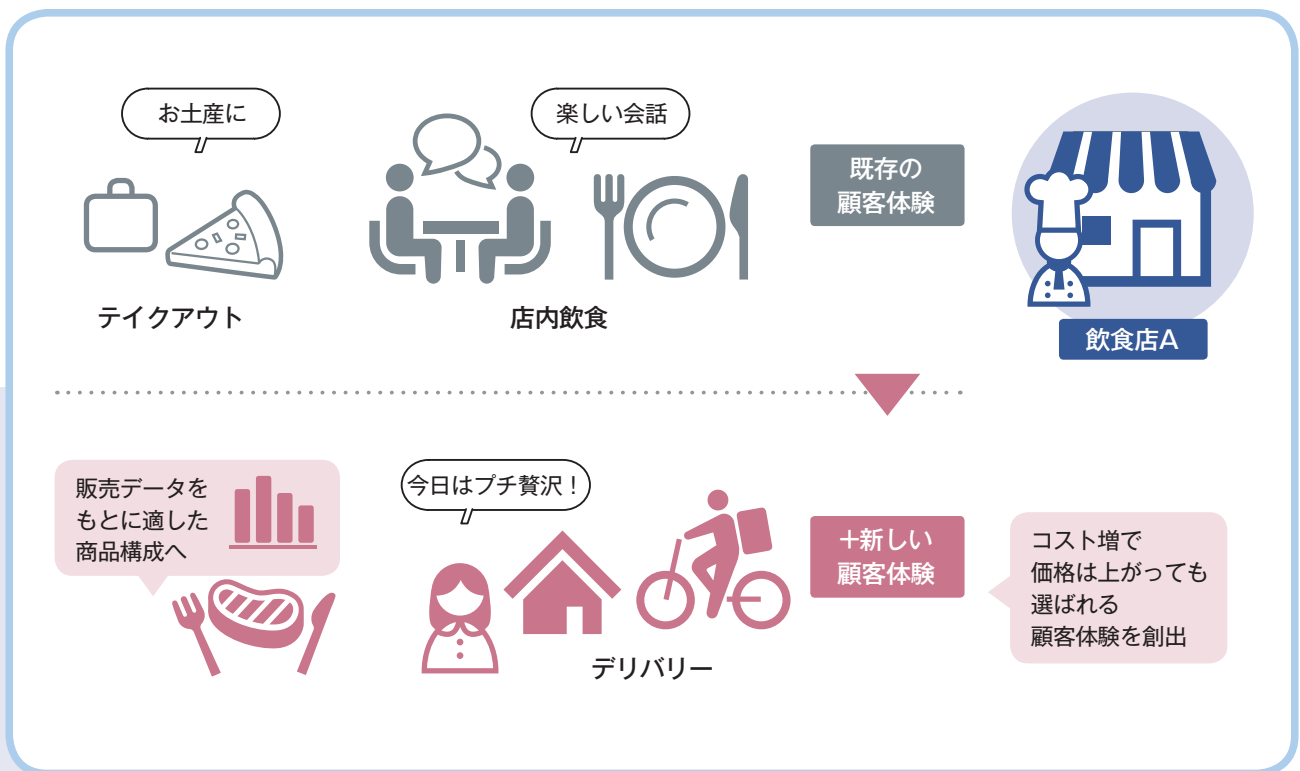 お土産に
楽しい会話
既存の
顧客体験
テイクアウト
店内飲食
飲食店A
販売データを
もとに適した
商品構成へ
今日はプチ贅沢！
デリバリー
＋新しい
顧客体験
コスト増で
価格は上がっても
選ばれる
顧客体験を創出